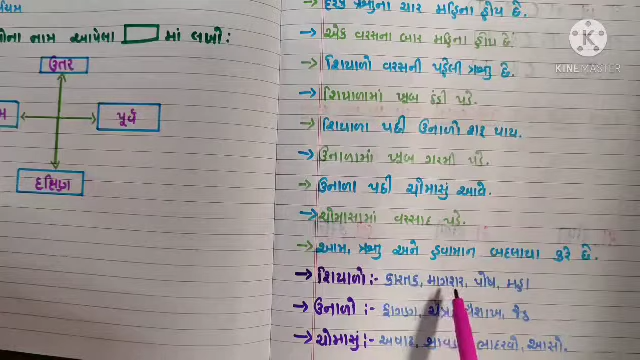 ોના નામ આપેલા માં લખો:
ઉત્તર
પૂર્વ
દક્ષિણ
→ દરેક ઋતુના ચાર મહિના હોય છે.
→ એક વરસના બાર મહિના હોય છે.
→ શિયાળો વરસની પહેલી ઋતુ છે.
→ શિયાળામાં ખૂબ ઠંડી પડે.
→ શિયાળા પછી ઉનાળો શરૂ થાય.
→ ઉનાળામાં ખૂબ ગરમી પડે.
→ ઉનાળા પછી ચોમાસું આવે.
→ ચોમાસામાં વરસાદ પડે.
→ આમ, ઋતુ અને હવામાન બદલાયા કરે છે.
→ શિયાળો :- કારતક, માગશર, પોષ, મહા
→ ઉનાળો :- ફાગણ, ચૈત્ર, વૈશાખ, જેઠ
→ ચોમાસું :- અષાઢ, શ્રાવણ, ભાદરવો, આસો.
KINEMASTER